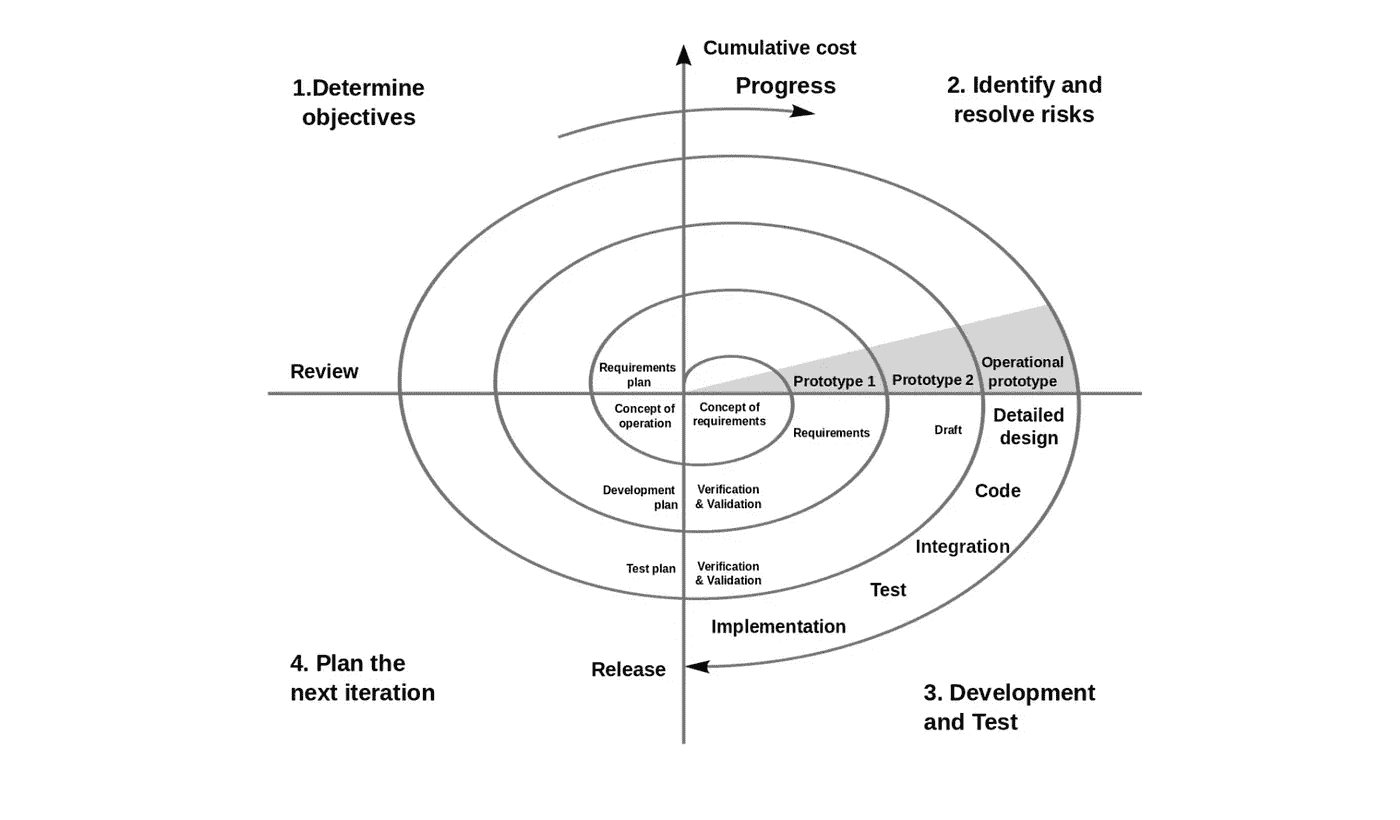 Cumulative cost
Progress
1.Determine
objectives
2. Identify and
resolve risks
Review
Requirements
plan
Concept of
operation
Concept of
requirements
Prototype 1
Prototype 2
Operational
prototype
Requirements
Draft
Detailed
design
Development
plan
Verification
& Validation
Code
Test plan
Verification
& Validation
Integration
Test
Implementation
Release
4. Plan the
next iteration
3. Development
and Test